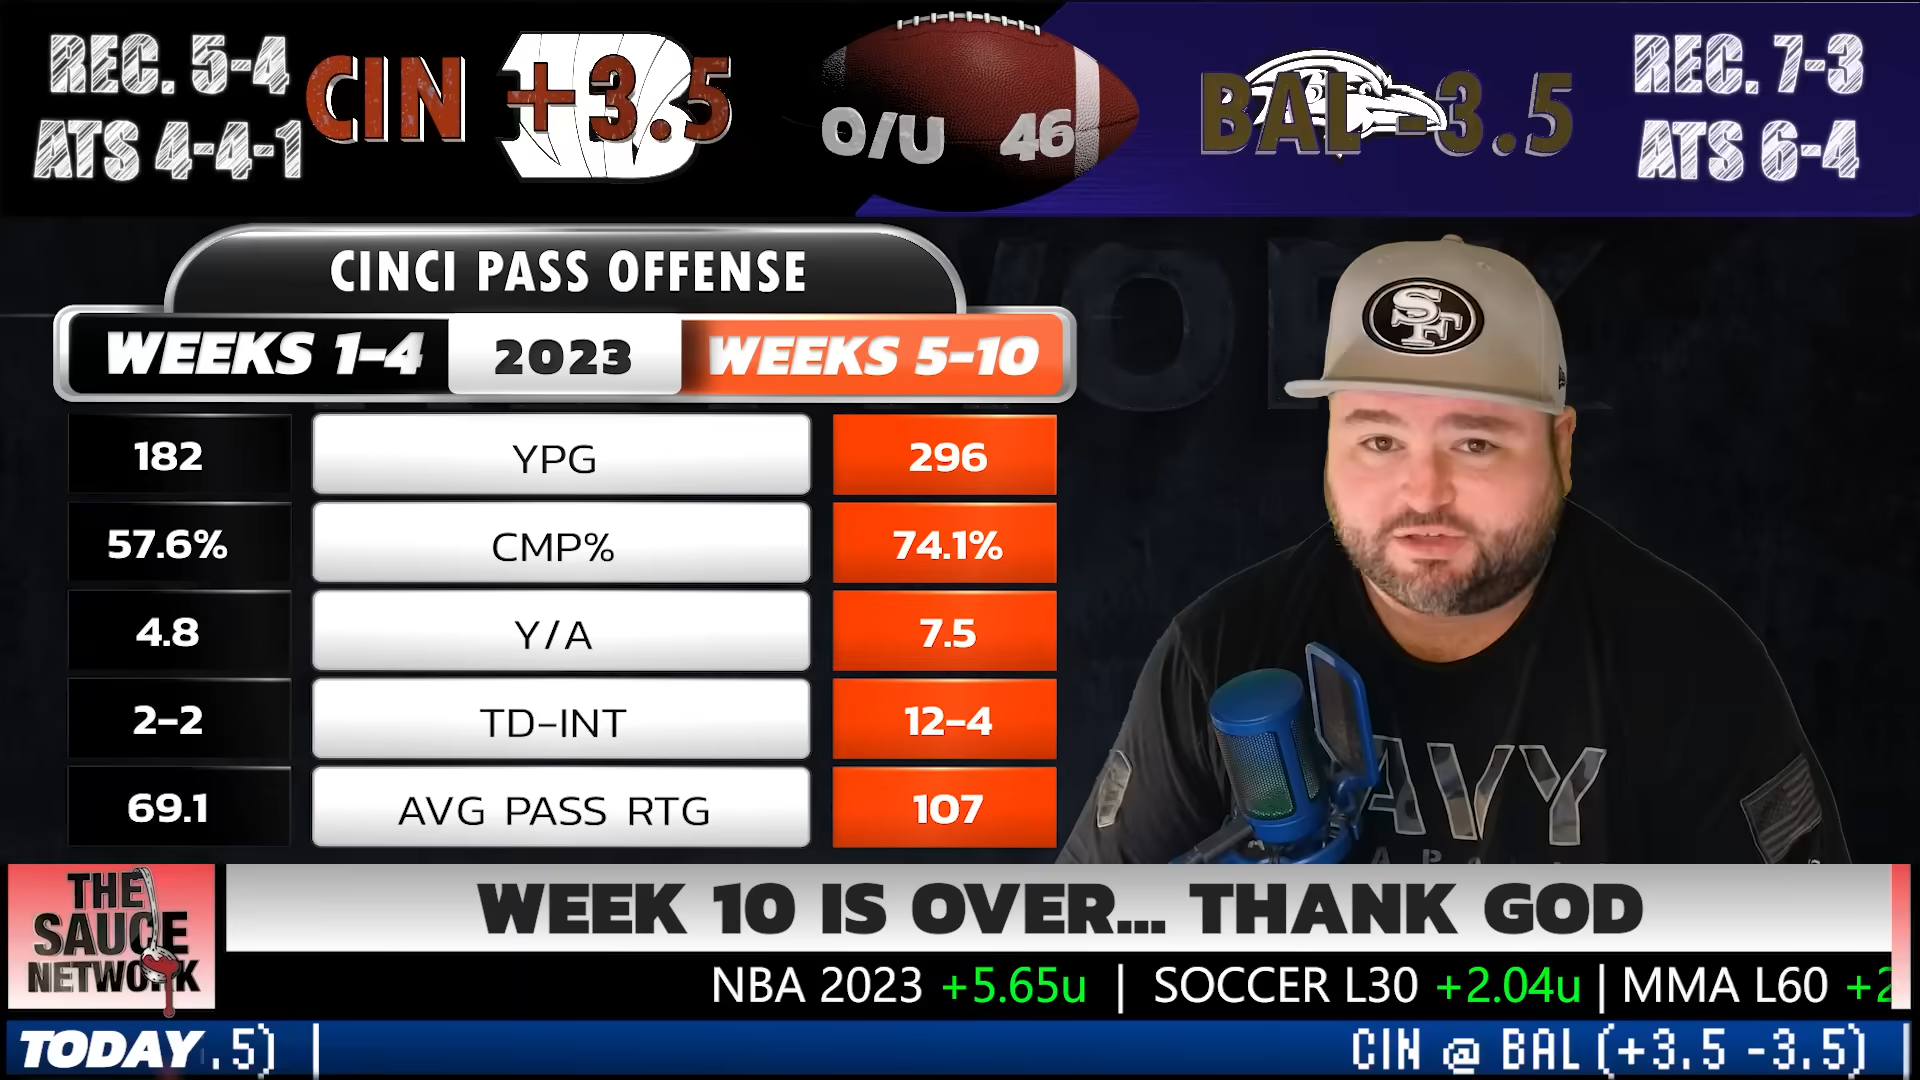 REC. 5-4
ATS 4-4-1
CIN +3.5
O/U 46
BAL -3.5
REC. 7-3
ATS 6-4
CINCI PASS OFFENSE
WEEKS 1-4 2023 WEEKS 5-10
182 YPG 296
57.6% CMP% 74.1%
4.8 Y/A 7.5
2-2 TD-INT 12-4
69.1 AVG PASS RTG 107
SF
AVY
THE
SAUCE
NETWORK
WEEK 10 IS OVER... THANK GOD
NBA 2023 +5.65u | SOCCER L30 +2.04u | MMA L60 +2
TODAY .5) | CIN @ BAL (+3.5 -3.5) |